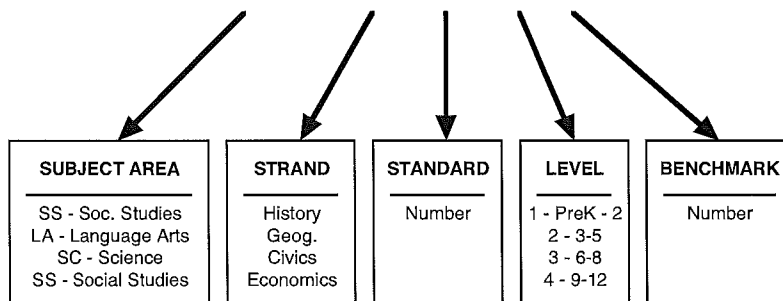 SUBJECT AREA
SS - Soc. Studies
LA - Language Arts
SC - Science
SS - Social Studies
STRAND
History
Geog.
Civics
Economics
STANDARD
Number
LEVEL
1 - PreK - 2
2 - 3-5
3 - 6-8
4 - 9-12
BENCHMARK
Number